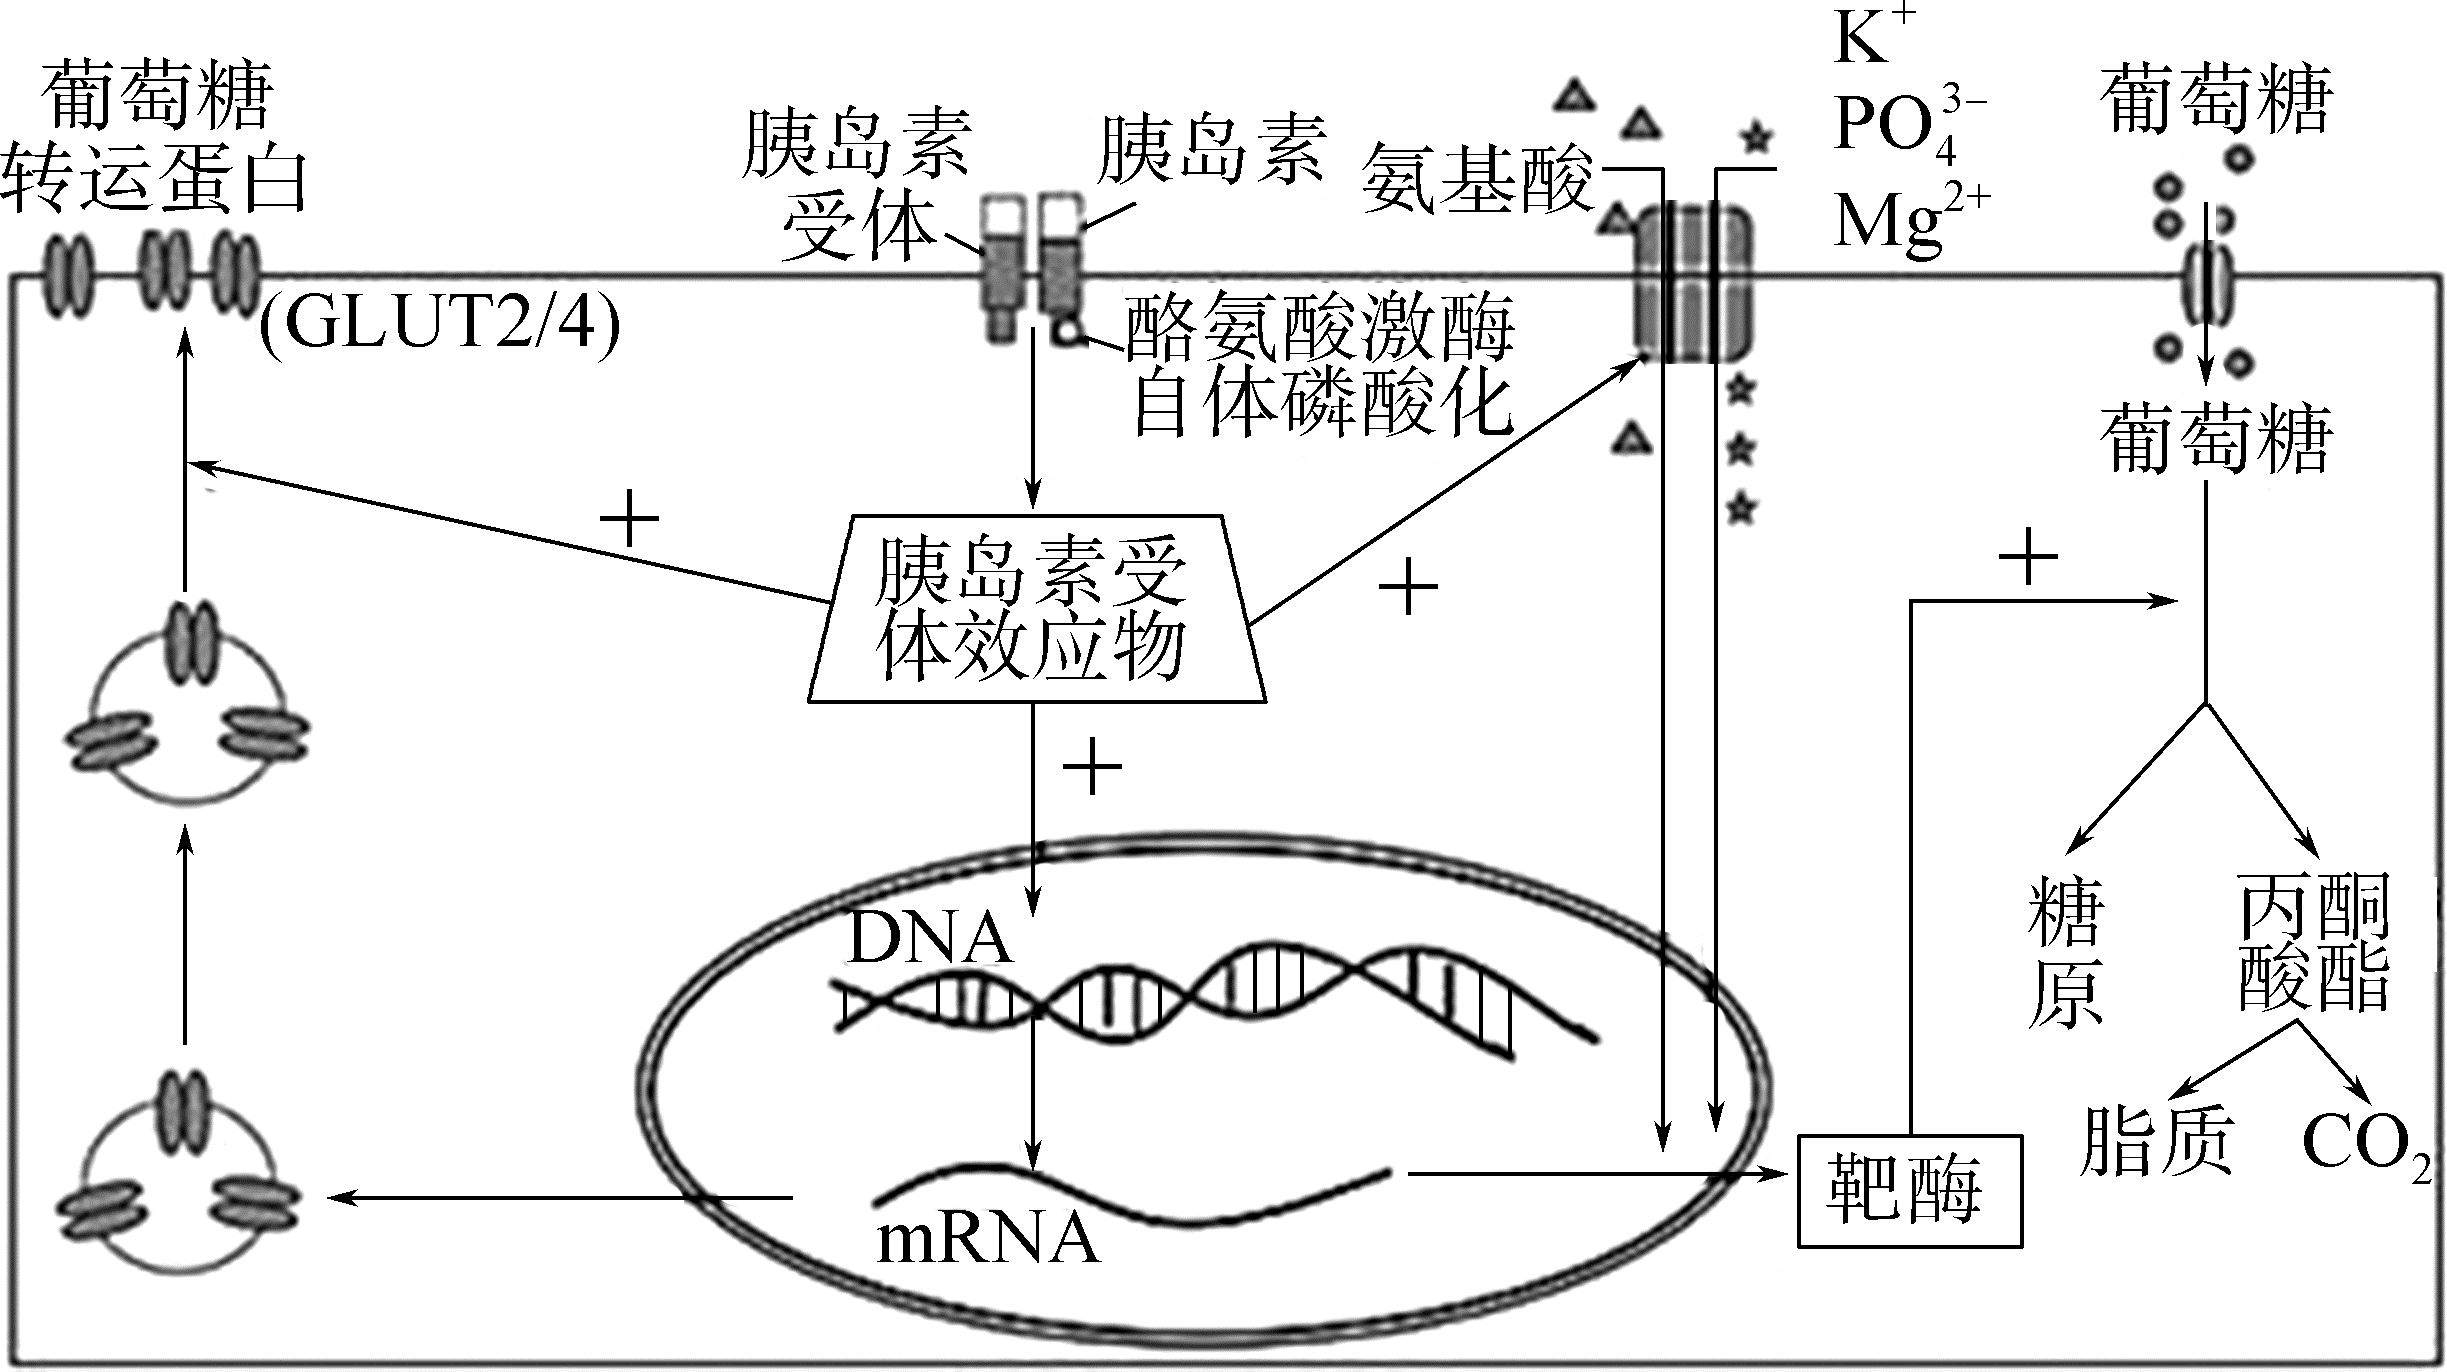 葡萄糖
转运蛋白
(GLUT2/4)
胰岛素
受体
胰岛素
酪氨酸激酶
自体磷酸化
氨基酸
K⁺
PO₄³⁻
Mg²⁺
葡萄糖
葡萄糖
+
+
+
+
胰岛素受
体效应物
DNA
mRNA
靶酶
糖
原
丙酮
酸酯
脂质
CO₂